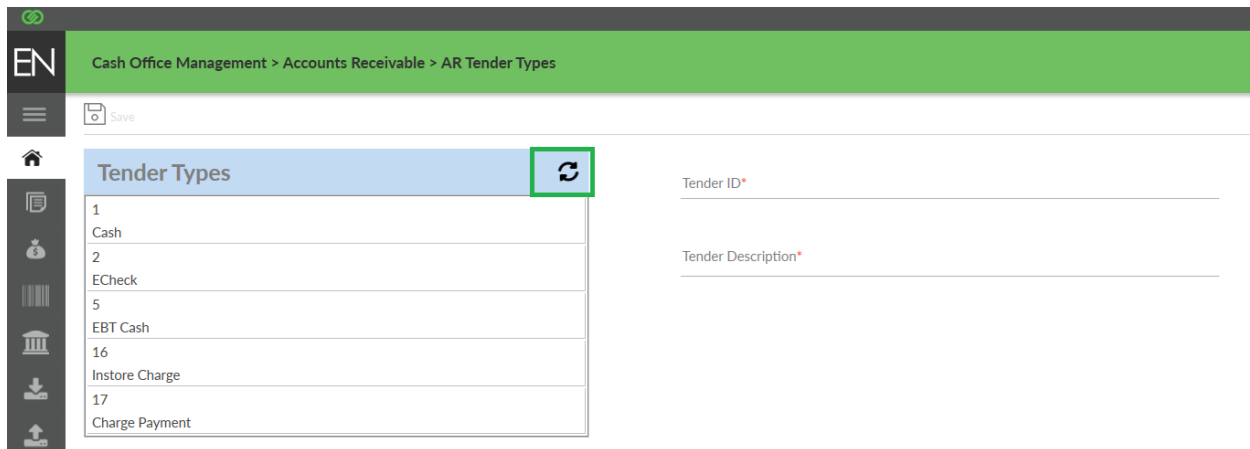 EN
Cash Office Management > Accounts Receivable > AR Tender Types
Save
Tender Types
Tender ID*
1
Cash
2
Tender Description*
ECheck
5
EBT Cash
16
Instore Charge
17
Charge Payment